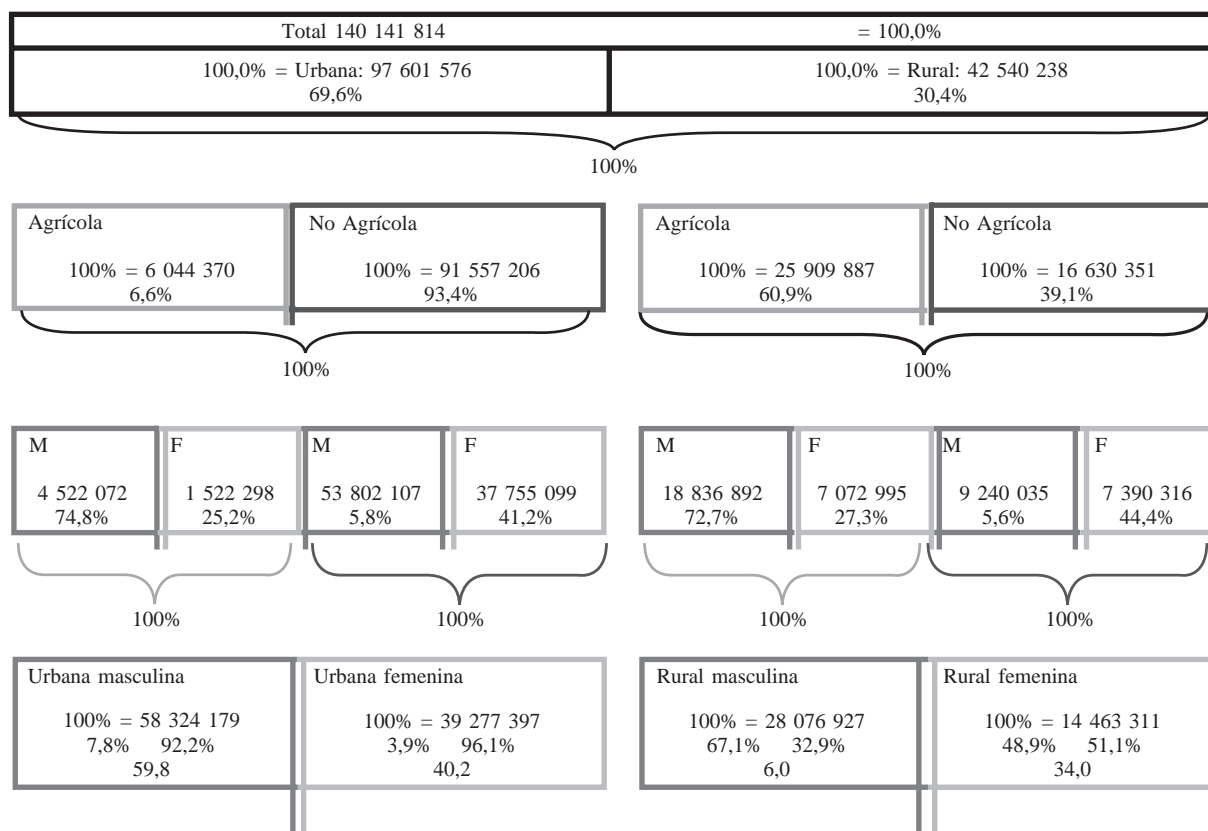 Total 140 141 814 = 100,0%
100,0% = Urbana: 97 601 576
69,6%
100,0% = Rural: 42 540 238
30,4%
100%
Agrícola
100% = 6 044 370
6,6%
No Agrícola
100% = 91 557 206
93,4%
Agrícola
100% = 25 909 887
60,9%
No Agrícola
100% = 16 630 351
39,1%
100%
100%
M
4 522 072
74,8%
F
1 522 298
25,2%
M
53 802 107
5,8%
F
37 755 099
41,2%
M
18 836 892
72,7%
F
7 072 995
27,3%
M
9 240 035
5,6%
F
7 390 316
44,4%
100%
100%
100%
100%
Urbana masculina
100% = 58 324 179
7,8% 92,2%
59,8
Urbana femenina
100% = 39 277 397
3,9% 96,1%
40,2
Rural masculina
100% = 28 076 927
67,1% 32,9%
6,0
Rural femenina
100% = 14 463 311
48,9% 51,1%
34,0